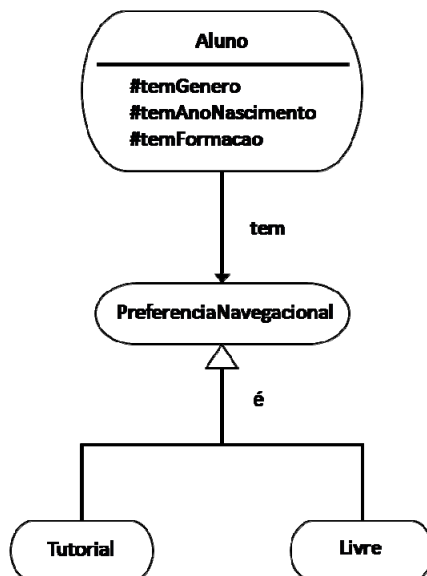 Aluno
#temGenero
#temAnoNascimento
#temFormacao
tem
PreferenciaNavegacional
é
Tutorial
Livre